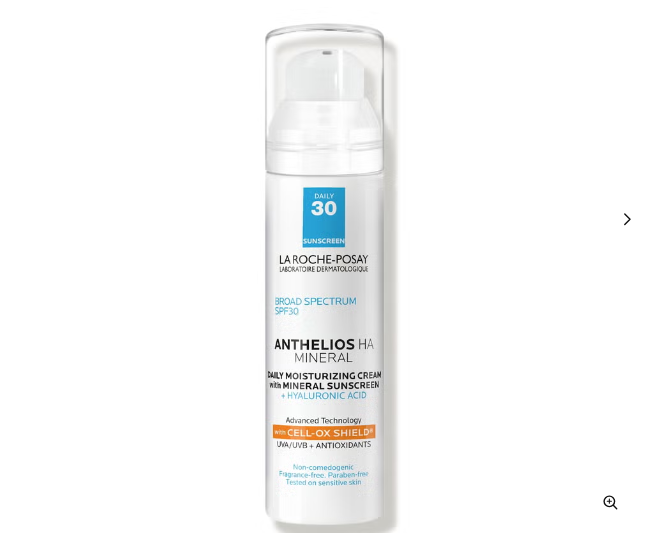 DAILY
30
SUNSCREEN
LA ROCHE-POSAY
LABORATOIRE DERMATOLOGIQUE
BROAD SPECTRUM
SPF30
ANTHELIOS HA
MINERAL
DAILY MOISTURIZING CREAM
with MINERAL SUNSCREEN
+ HYALURONIC ACID
Advanced Technology
with CELL-OX SHIELD®
UVA/UVB + ANTIOXIDANTS
Non-comedogenic
Fragrance-free. Paraben-free
Tested on sensitive skin